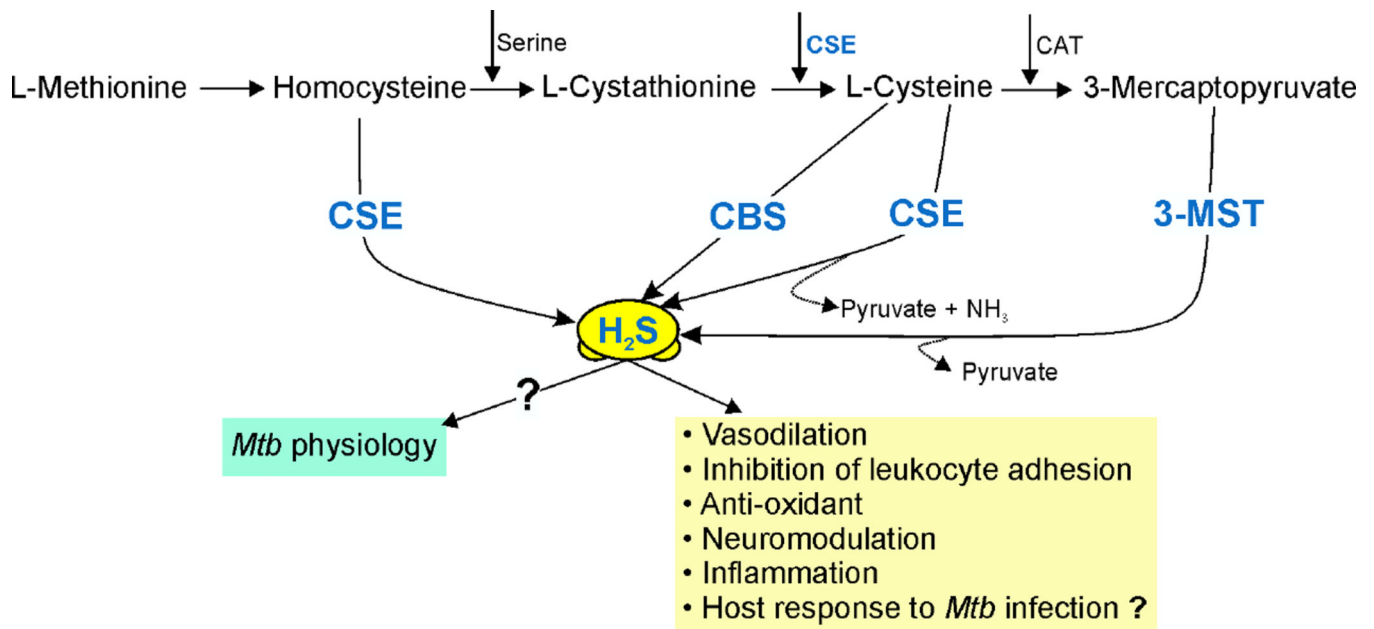 Serine
CSE
CAT
L-Methionine
Homocysteine
L-Cystathionine
L-Cysteine
3-Mercaptopyruvate
CSE
CBS
CSE
3-MST
Pyruvate + NH₃
H₂S
Pyruvate
?
Mtb physiology
• Vasodilation
• Inhibition of leukocyte adhesion
• Anti-oxidant
• Neuromodulation
• Inflammation
• Host response to Mtb infection ?